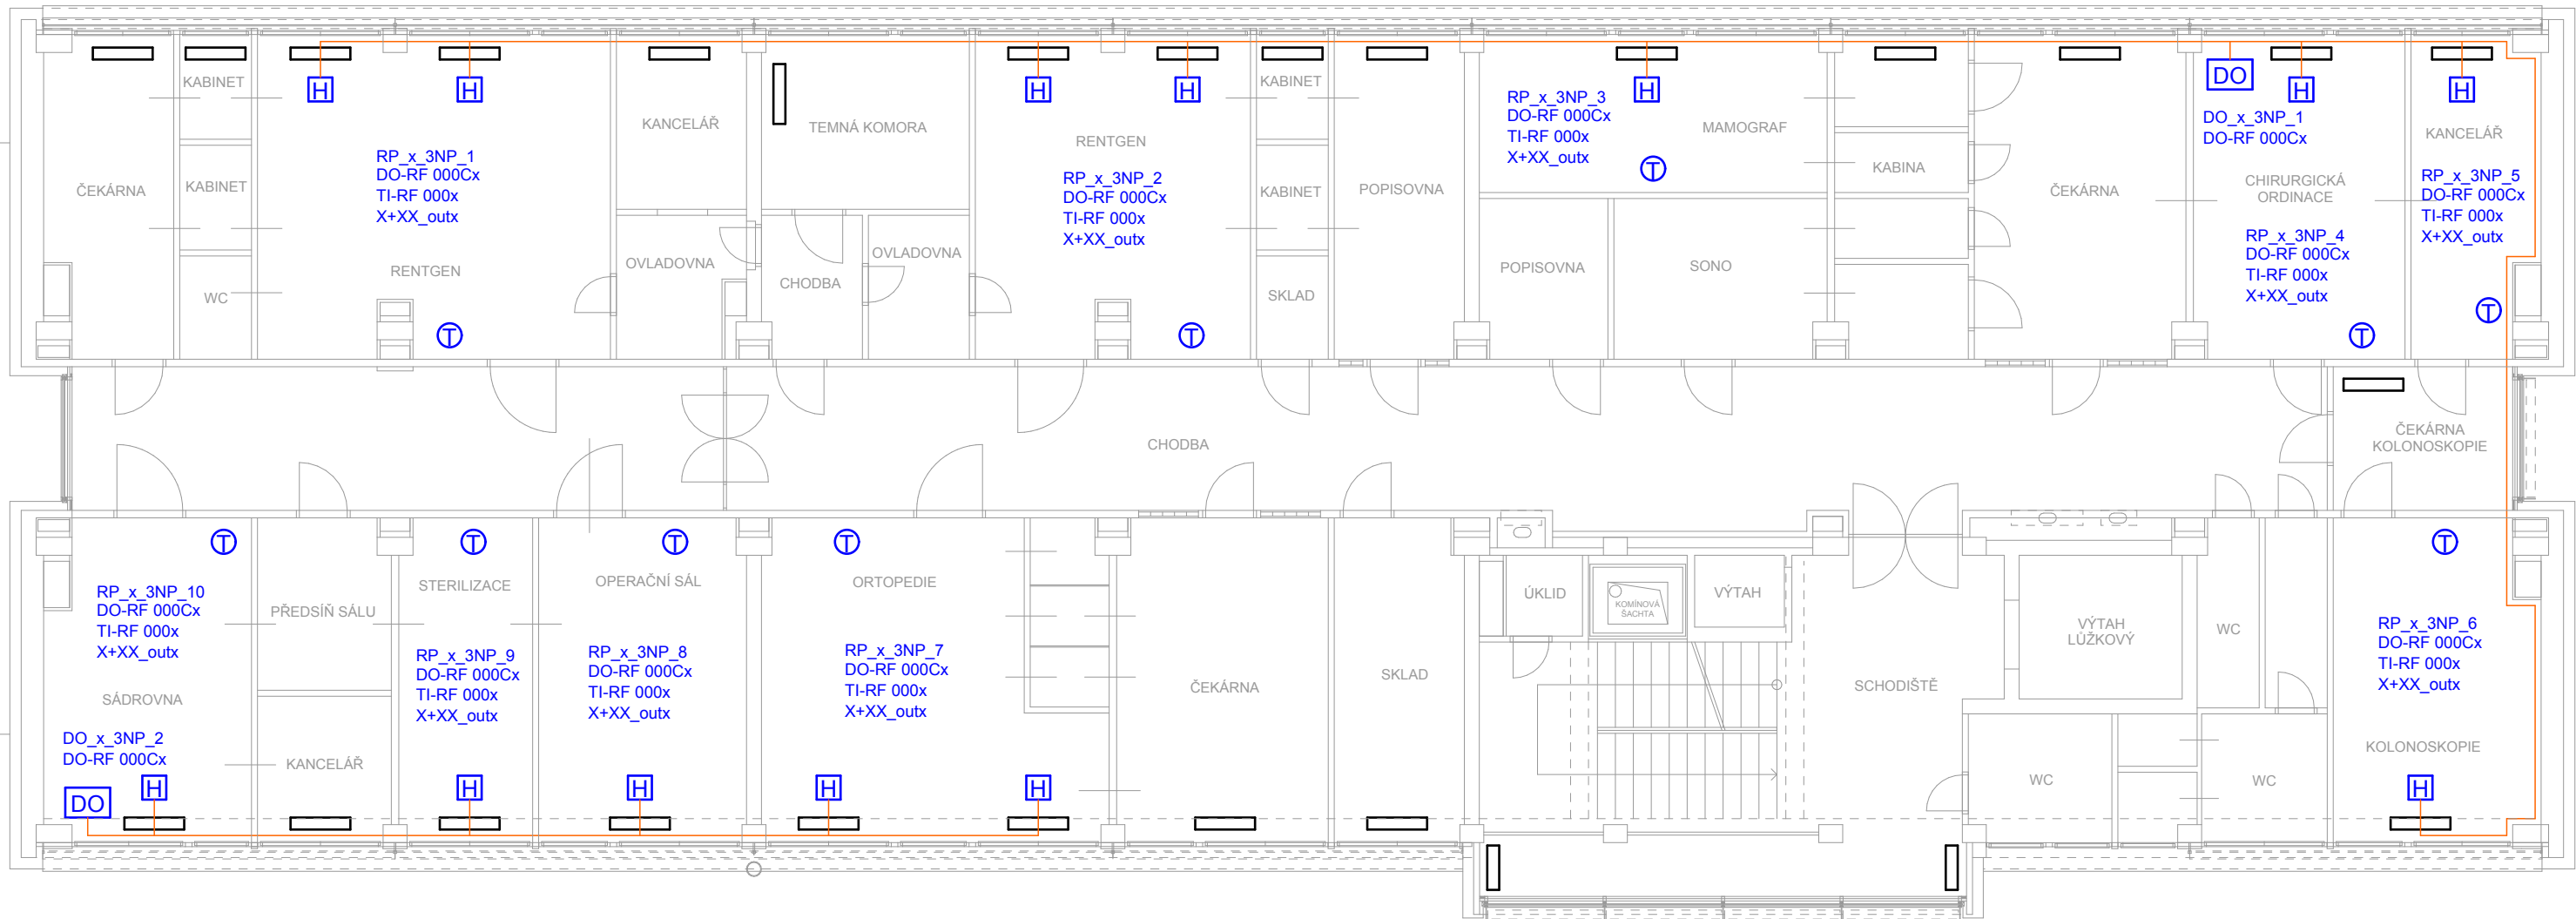 KABINET
H
H
KANCELÁŘ
TEMNÁ KOMORA
H
H
RENTGEN
KABINET
RP_x_3NP_3
DO-RF 000Cx
TI-RF 000x
X+XX_outx
H
MAMOGRAF
T
DO
H
H
DO_x_3NP_1
DO-RF 000Cx
KANCELÁŘ
ČEKÁRNA
KABINET
RP_x_3NP_1
DO-RF 000Cx
TI-RF 000x
X+XX_outx
RP_x_3NP_2
DO-RF 000Cx
TI-RF 000x
X+XX_outx
KABINET
POPISOVNA
KABINA
ČEKÁRNA
CHIRURGICKÁ
ORDINACE
RP_x_3NP_5
DO-RF 000Cx
TI-RF 000x
X+XX_outx
RP_x_3NP_4
DO-RF 000Cx
TI-RF 000x
X+XX_outx
WC
RENTGEN
OVLADOVNA
CHODBA
OVLADOVNA
SKLAD
POPISOVNA
SONO
T
T
T
T
CHODBA
ČEKÁRNA
KOLONOSKOPIE
T
T
T
T
T
RP_x_3NP_10
DO-RF 000Cx
TI-RF 000x
X+XX_outx
PŘEDSÍŇ SÁLU
STERILIZACE
OPERAČNÍ SÁL
ORTOPEDIE
RP_x_3NP_9
DO-RF 000Cx
TI-RF 000x
X+XX_outx
RP_x_3NP_8
DO-RF 000Cx
TI-RF 000x
X+XX_outx
RP_x_3NP_7
DO-RF 000Cx
TI-RF 000x
X+XX_outx
ČEKÁRNA
SKLAD
ÚKLID
KOMÍNOVÁ
ŠACHTA
VÝTAH
SCHODIŠTĚ
VÝTAH
LŮŽKOVÝ
WC
RP_x_3NP_6
DO-RF 000Cx
TI-RF 000x
X+XX_outx
SÁDROVNA
DO_x_3NP_2
DO-RF 000Cx
KANCELÁŘ
KOLONOSKOPIE
WC
WC
DO
H
H
H
H
H
H